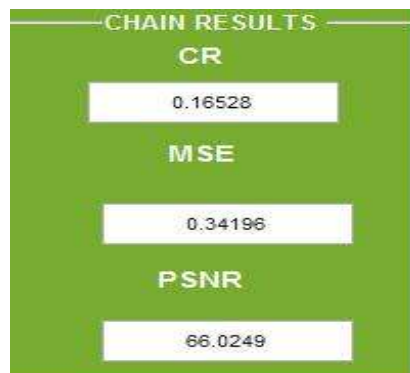 CHAIN RESULTS
CR
0.16528
MSE
0.34196
PSNR
66.0249